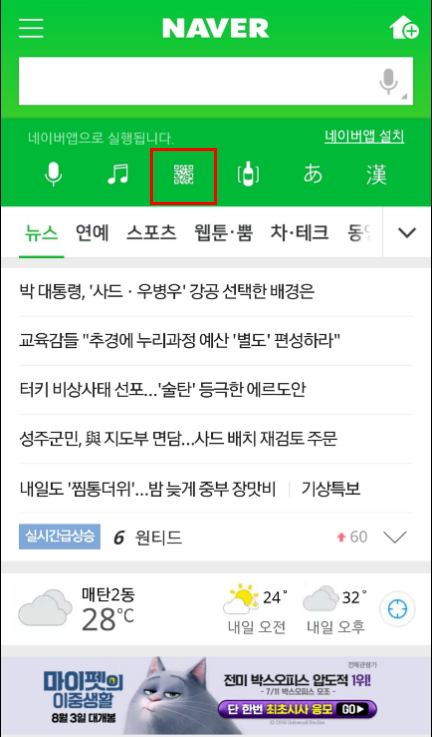 NAVER
네이버앱으로 실행됩니다.
네이버앱 설치
あ 漢
뉴스 연예 스포츠 웹툰·뿜 차·테크
박 대통령, '사드 · 우병우' 강공 선택한 배경은
교육감들 "추경에 누리과정 예산 '별도' 편성하라"
터키 비상사태 선포...'술탄' 등극한 에르도안
성주군민, 與 지도부 면담...사드 배치 재검토 주문
내일도 '찜통더위'...밤 늦게 중부 장맛비 | 기상특보
실시간급상승 6 원티드 60
매탄2동
28℃
24° 32°
내일 오전 내일 오후
마이펫의
이중생활
8월 3일 대개봉
전체관람가
전미 박스오피스 압도적 1위!
- 7/11 박스오피스 모조 -
단 한번 최초시사 응모 GO▶